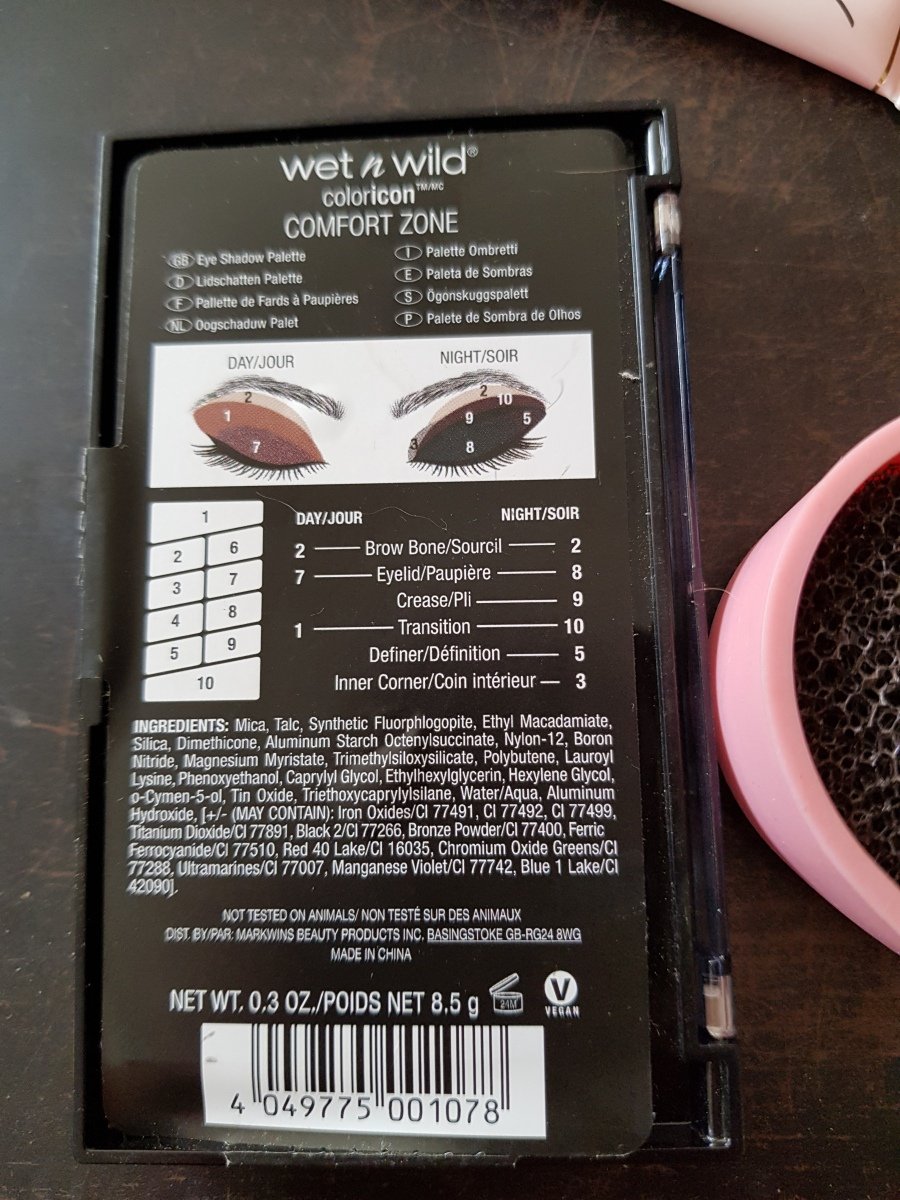 wet n wild®
coloricon™/MC
COMFORT ZONE
GB Eye Shadow Palette
D Lidschatten Palette
F Pallette de Fards à Paupières
NL Oogschaduw Palet
I Palette Ombretti
E Paleta de Sombras
S Ögonskuggspalett
P Palete de Sombra de Olhos
DAY/JOUR
2
1
7
NIGHT/SOIR
2 10
9 5
3
8
1
2 6
3 7
4 8
5 9
10
DAY/JOUR NIGHT/SOIR
2 Brow Bone/Sourcil 2
7 Eyelid/Paupière 8
Crease/Pli 9
1 Transition 10
Definer/Définition 5
Inner Corner/Coin intérieur 3
INGREDIENTS: Mica, Talc, Synthetic Fluorphlogopite, Ethyl Macadamiate,
Silica, Dimethicone, Aluminum Starch Octenylsuccinate, Nylon-12, Boron
Nitride, Magnesium Myristate, Trimethylsiloxysilicate, Polybutene, Lauroyl
Lysine, Phenoxyethanol, Caprylyl Glycol, Ethylhexylglycerin, Hexylene Glycol,
o-Cymen-5-ol, Tin Oxide, Triethoxycaprylylsilane, Water/Aqua, Aluminum
Hydroxide, [+/- (MAY CONTAIN): Iron Oxides/CI 77491, CI 77492, CI 77499,
Titanium Dioxide/CI 77891, Black 2/CI 77266, Bronze Powder/CI 77400, Ferric
Ferrocyanide/CI 77510, Red 40 Lake/CI 16035, Chromium Oxide Greens/CI
77288, Ultramarines/CI 77007, Manganese Violet/CI 77742, Blue 1 Lake/CI
42090].
NOT TESTED ON ANIMALS/ NON TESTÉ SUR DES ANIMAUX
DIST. BY/PAR: MARKWINS BEAUTY PRODUCTS INC. BASINGSTOKE GB-RG24 8WG
MADE IN CHINA
NET WT. 0.3 OZ./POIDS NET 8.5 g 24M V VEGAN
4 049775 001078